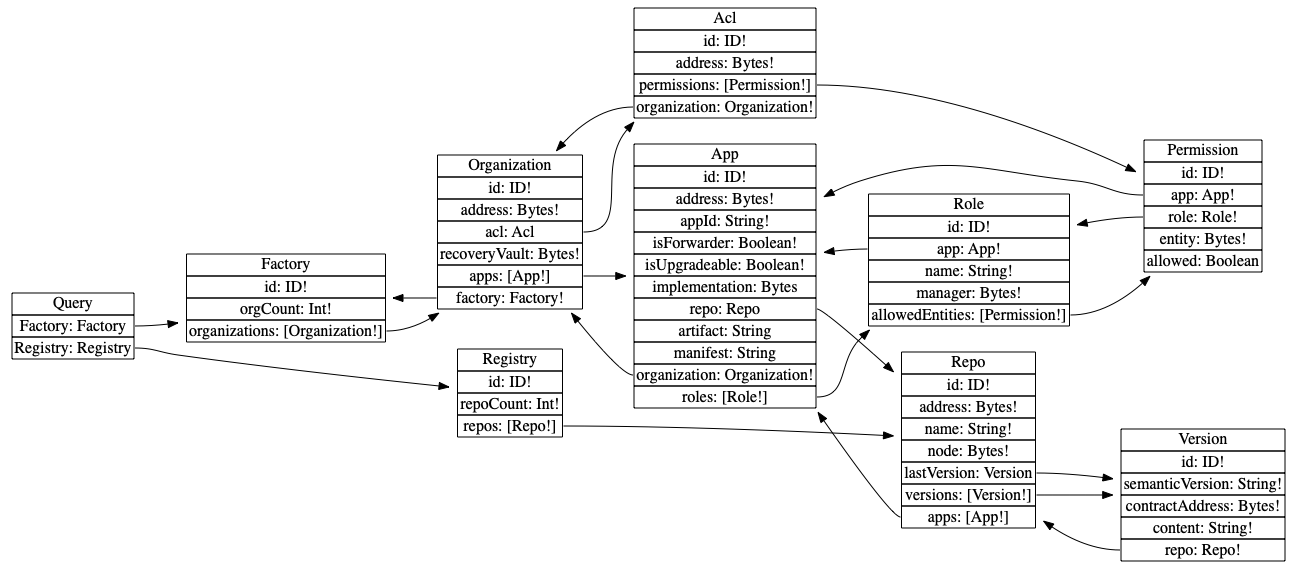 Query
Factory: Factory
Registry: Registry
Factory
id: ID!
orgCount: Int!
organizations: [Organization!]
Organization
id: ID!
address: Bytes!
acl: Acl
recoveryVault: Bytes!
apps: [App!]
factory: Factory!
Registry
id: ID!
repoCount: Int!
repos: [Repo!]
Acl
id: ID!
address: Bytes!
permissions: [Permission!]
organization: Organization!
App
id: ID!
address: Bytes!
appId: String!
isForwarder: Boolean!
isUpgradeable: Boolean!
implementation: Bytes
repo: Repo
artifact: String
manifest: String
organization: Organization!
roles: [Role!]
Role
id: ID!
app: App!
name: String!
manager: Bytes!
allowedEntities: [Permission!]
Repo
id: ID!
address: Bytes!
name: String!
node: Bytes!
lastVersion: Version
versions: [Version!]
apps: [App!]
Permission
id: ID!
app: App!
role: Role!
entity: Bytes!
allowed: Boolean
Version
id: ID!
semanticVersion: String!
contractAddress: Bytes!
content: String!
repo: Repo!